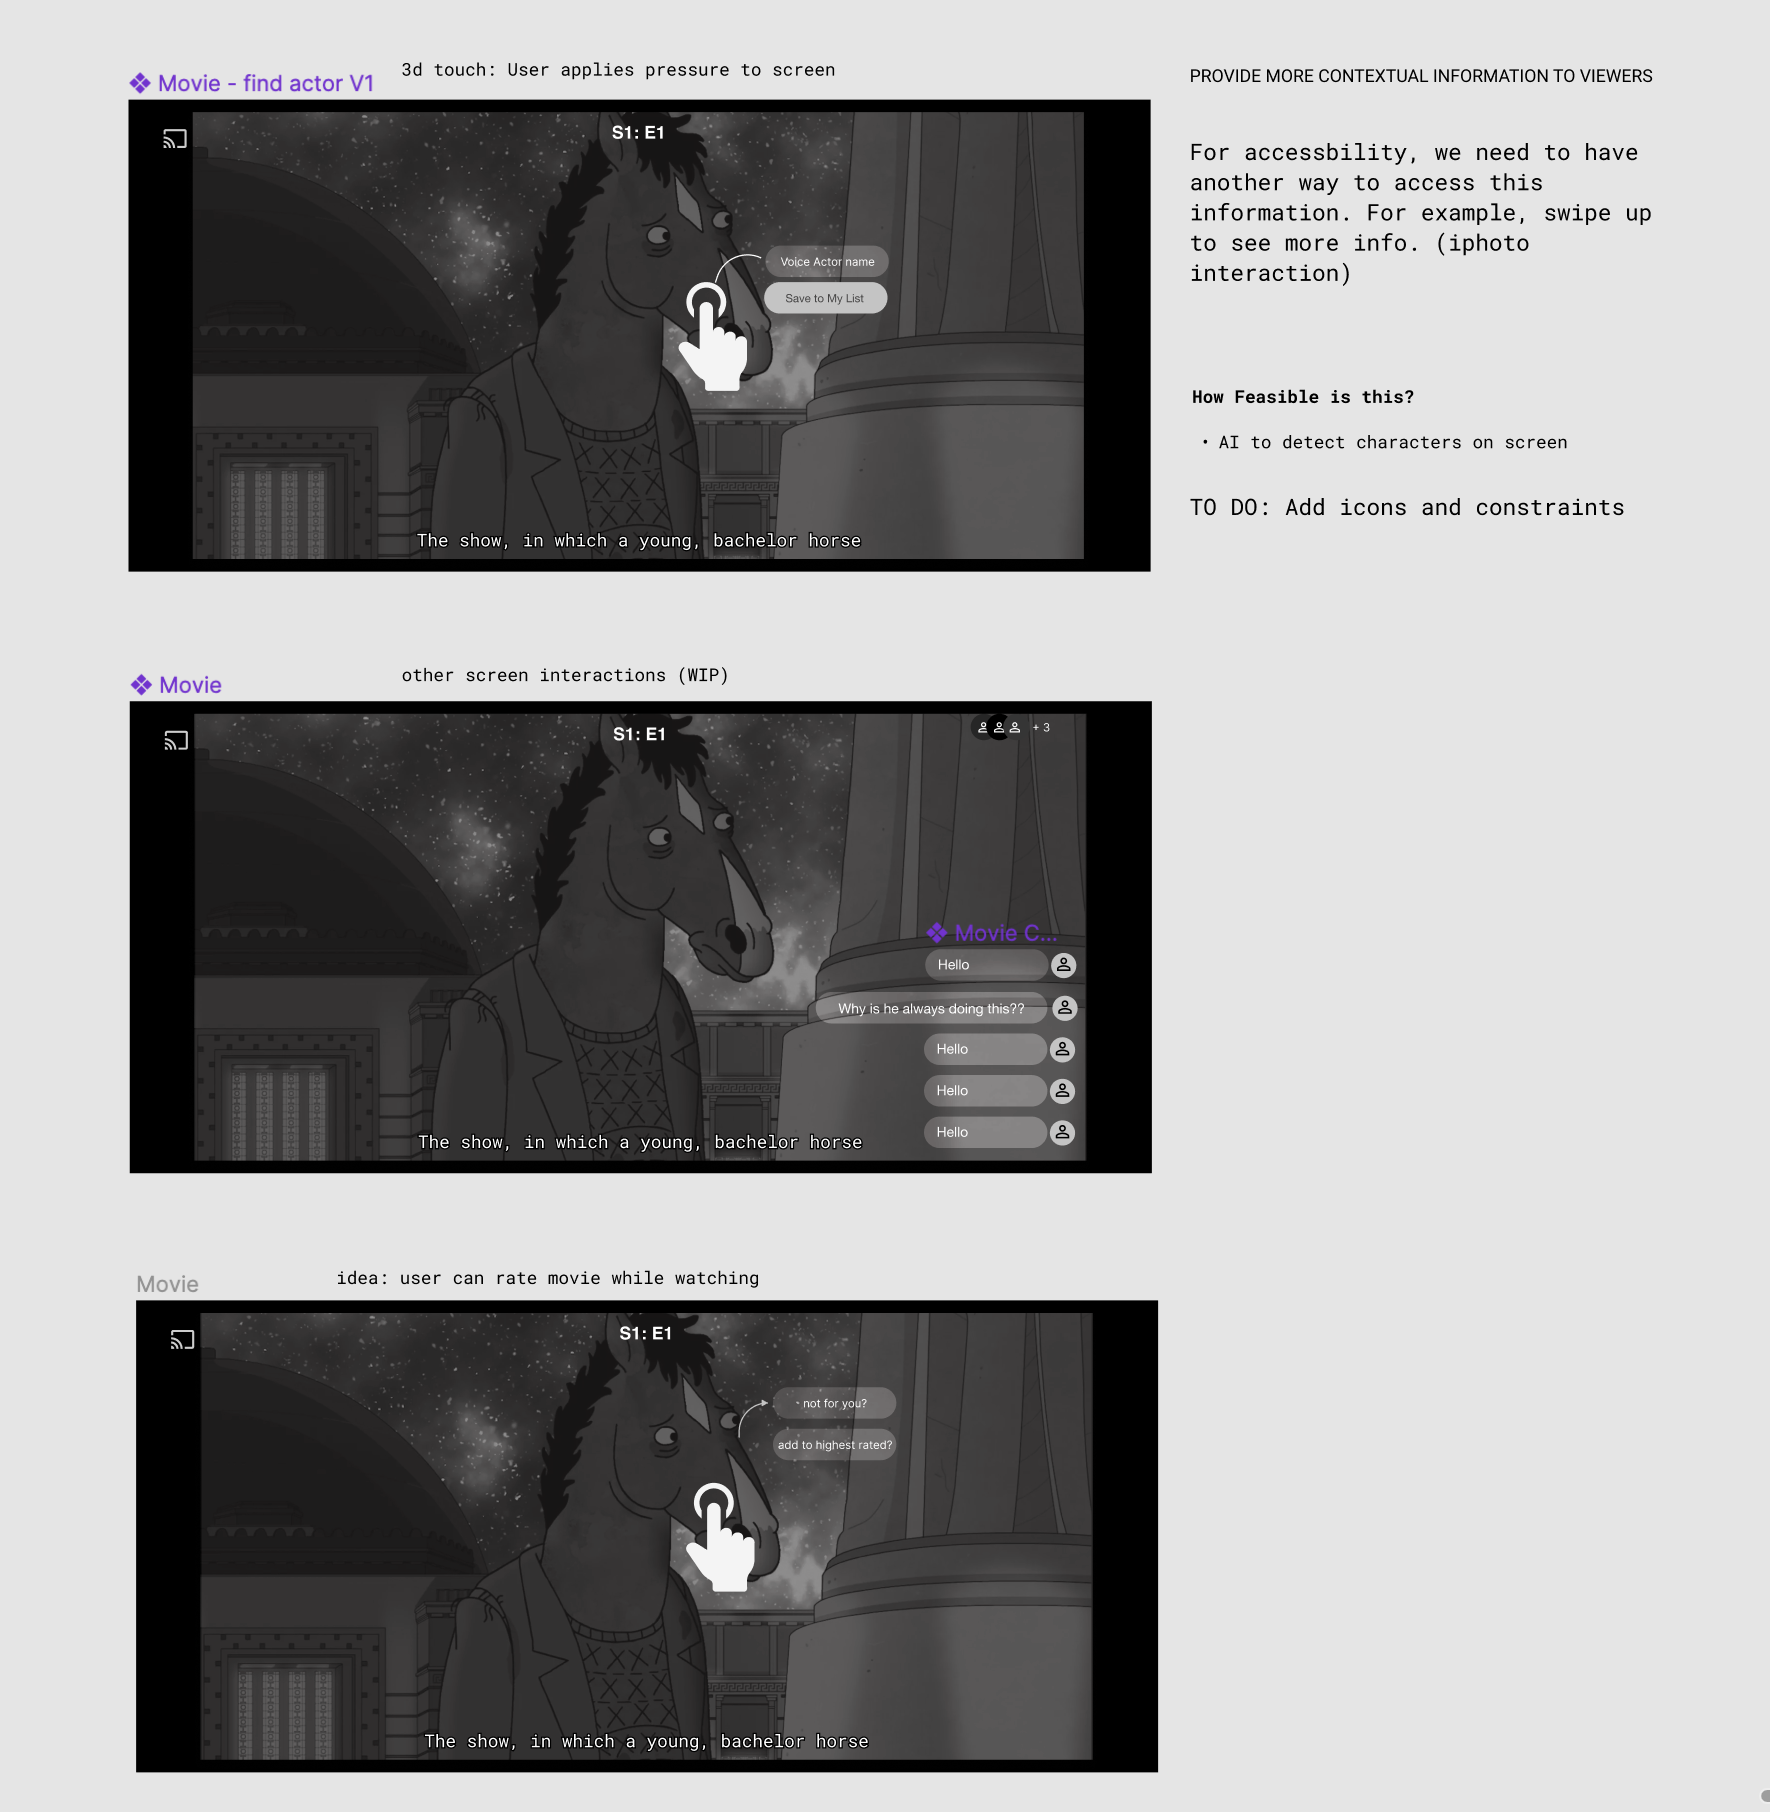 Movie - find actor V1
3d touch: User applies pressure to screen
S1: E1
Voice Actor name
Save to My List
The show, in which a young, bachelor horse
PROVIDE MORE CONTEXTUAL INFORMATION TO VIEWERS
For accessbility, we need to have
another way to access this
information. For example, swipe up
to see more info. (iphoto
interaction)
How Feasible is this?
• AI to detect characters on screen
TO DO: Add icons and constraints
Movie
other screen interactions (WIP)
S1: E1
+ 3
Movie C...
Hello
Why is he always doing this??
Hello
Hello
Hello
The show, in which a young, bachelor horse
Movie
idea: user can rate movie while watching
S1: E1
not for you?
add to highest rated?
The show, in which a young, bachelor horse